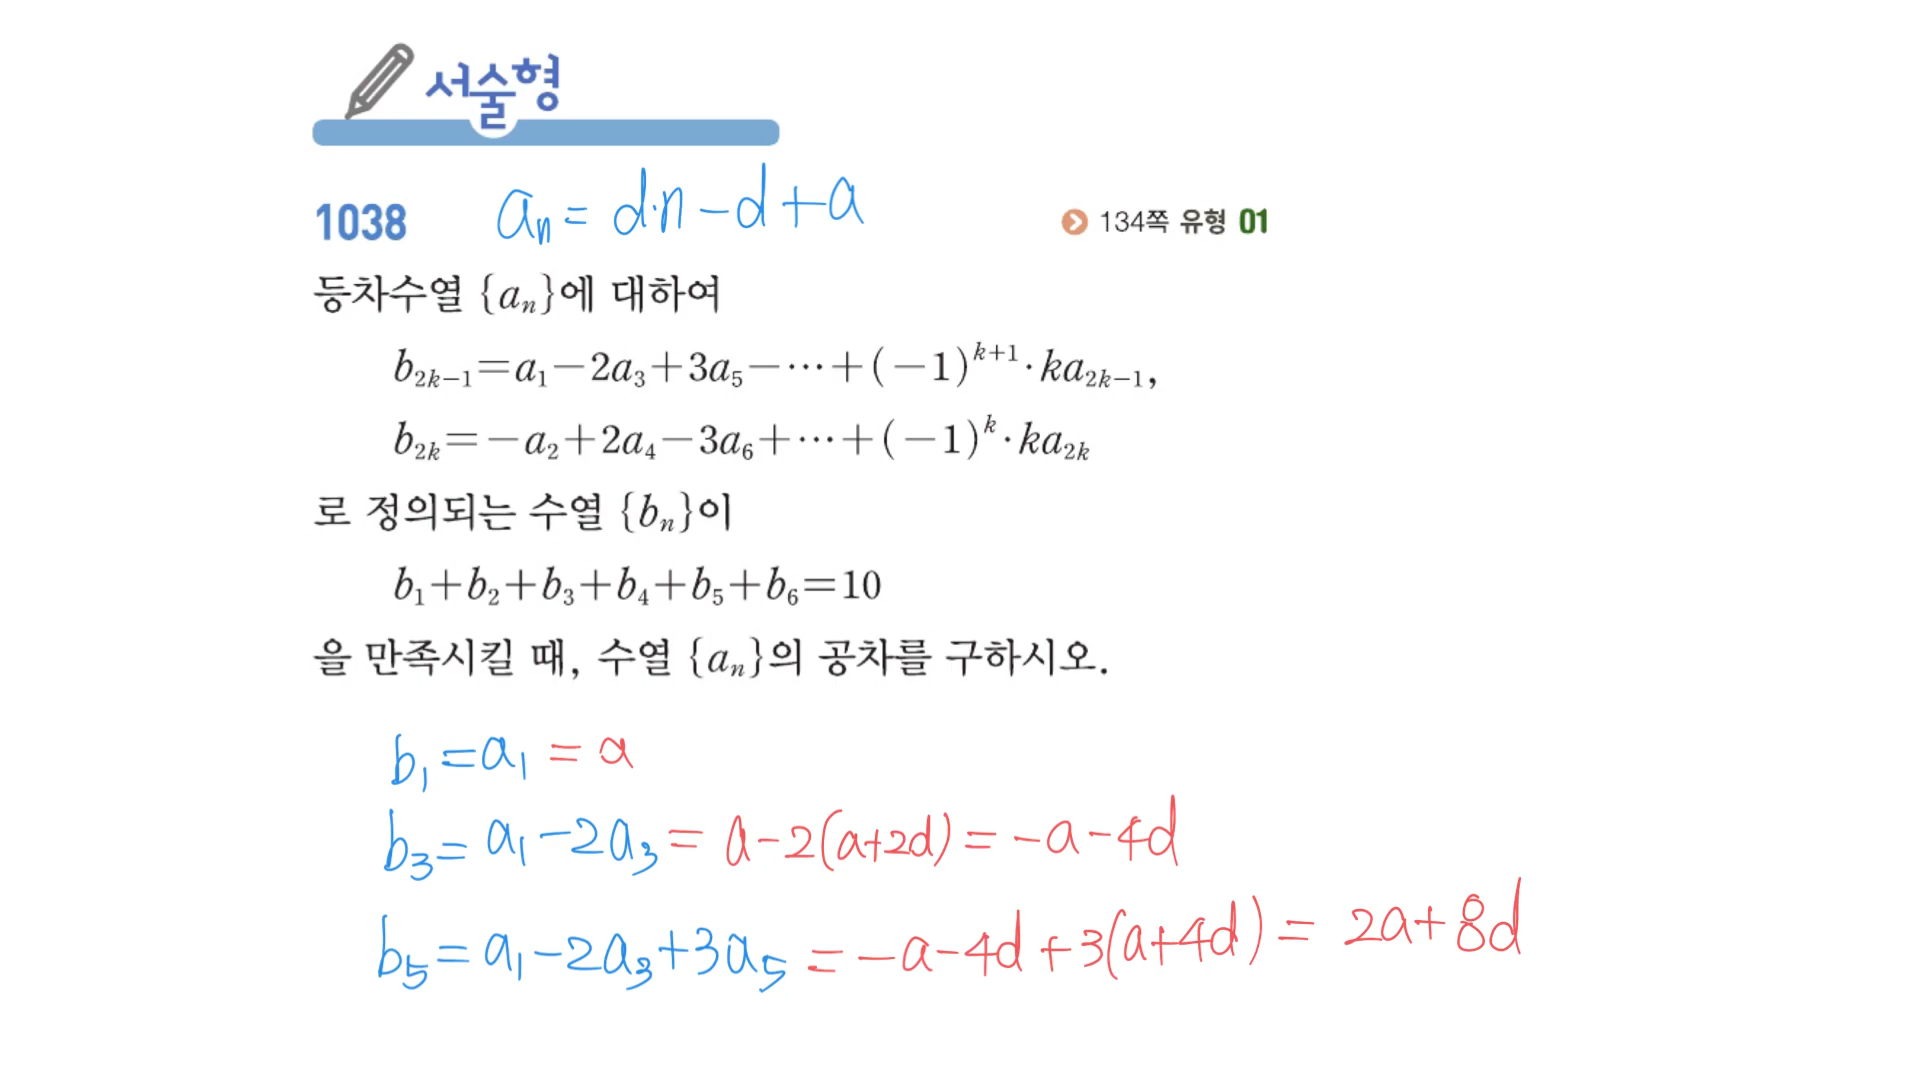 서술형
1038
aₙ = d·n − d + a
134쪽 유형 01
등차수열 {aₙ}에 대하여
b₂ₖ₋₁=a₁−2a₃+3a₅−⋯+(−1)ᵏ⁺¹·ka₂ₖ₋₁,
b₂ₖ=−a₂+2a₄−3a₆+⋯+(−1)ᵏ·ka₂ₖ
로 정의되는 수열 {bₙ}이
b₁+b₂+b₃+b₄+b₅+b₆=10
을 만족시킬 때, 수열 {aₙ}의 공차를 구하시오.
b₁ = a₁ = a
b₃ = a₁ − 2a₃ = a − 2(a+2d) = −a − 4d
b₅ = a₁ − 2a₃ + 3a₅ = −a − 4d + 3(a+4d) = 2a + 8d